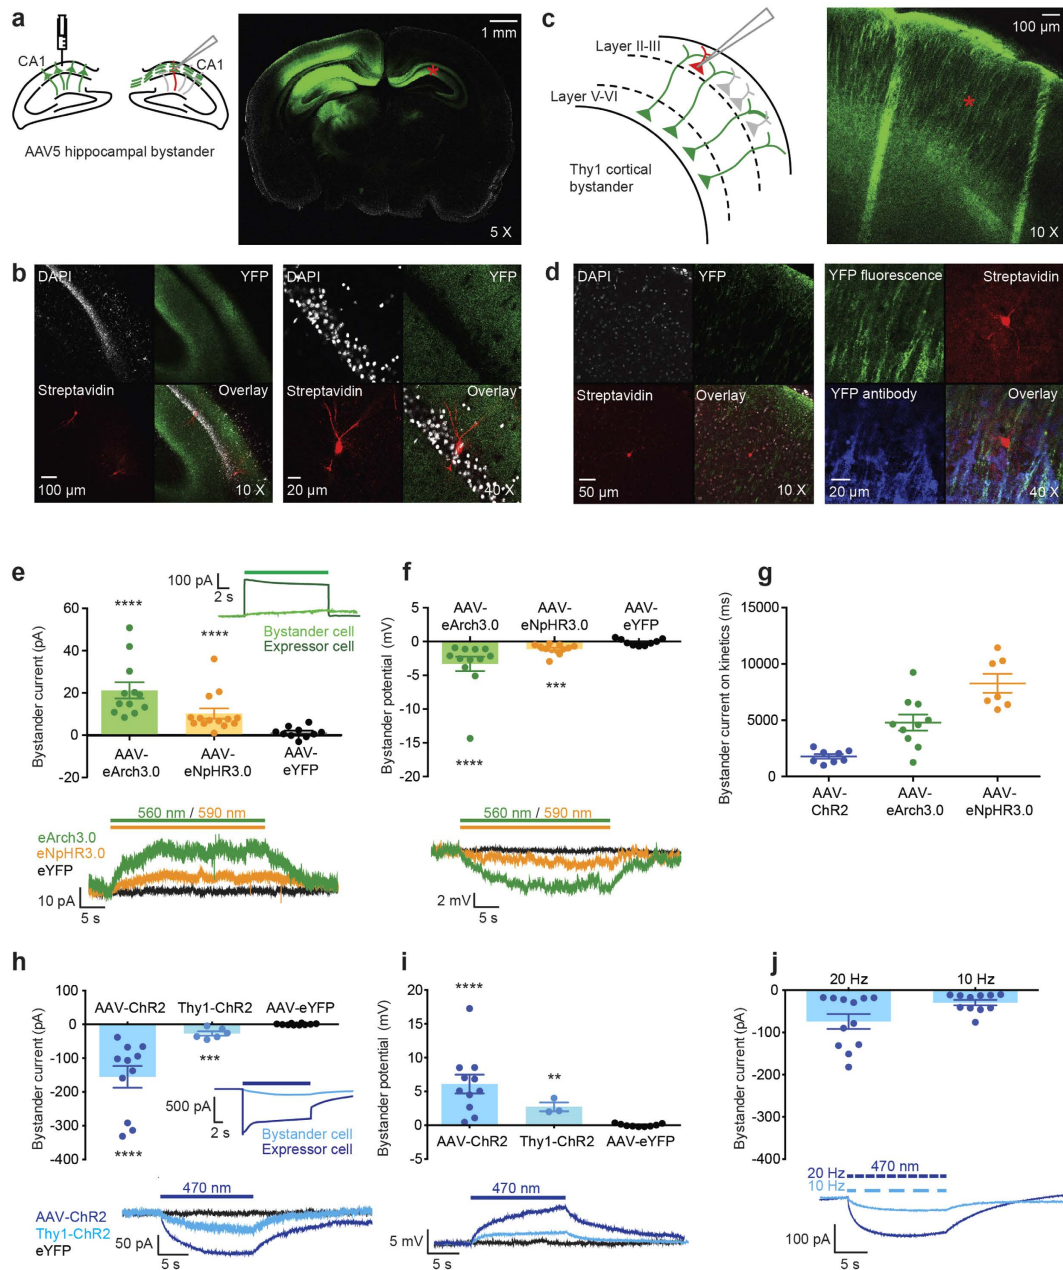 a
CA1
CA1
AAV5 hippocampal bystander
1 mm
5 X
c
Layer II-III
Layer V-VI
Thy1 cortical
bystander
100 µm
10 X
b
DAPI
YFP
Streptavidin
Overlay
100 µm
10 X
DAPI
YFP
Streptavidin
Overlay
20 µm
40 X
d
DAPI
YFP
Streptavidin
Overlay
50 µm
10 X
YFP fluorescence
Streptavidin
YFP antibody
Overlay
20 µm
40 X
e
100 pA
2 s
Bystander cell
Expressor cell
Bystander current (pA)
60
40
20
0
-20
****
****
AAV-
eArch3.0
AAV-
eNpHR3.0
AAV-
eYFP
560 nm / 590 nm
eArch3.0
eNpHR3.0
eYFP
10 pA
5 s
f
Bystander potential (mV)
5
0
-5
-10
-15
-20
AAV-
eArch3.0
AAV-
eNpHR3.0
AAV-
eYFP
***
****
560 nm / 590 nm
2 mV
5 s
g
Bystander current on kinetics (ms)
15000
10000
5000
0
AAV-
ChR2
AAV-
eArch3.0
AAV-
eNpHR3.0
h
Bystander current (pA)
100
0
-100
-200
-300
-400
AAV-ChR2
Thy1-ChR2
AAV-eYFP
***
****
500 pA
2 s
Bystander cell
Expressor cell
470 nm
AAV-ChR2
Thy1-ChR2
eYFP
50 pA
5 s
i
Bystander potential (mV)
20
15
10
5
0
-5
****
**
AAV-ChR2
Thy1-ChR2
AAV-eYFP
470 nm
5 mV
5 s
j
20 Hz
10 Hz
Bystander current (pA)
0
-100
-200
-300
-400
20 Hz
470 nm
10 Hz
100 pA
5 s